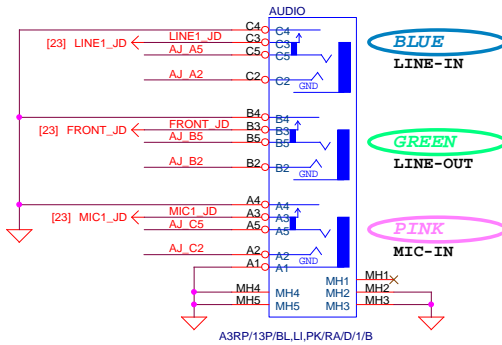 AUDIO
C4 C4
[23] LINE1_JD LINE1_JD C3 C3
AJ_A5 C5 C5
AJ_A2 C2 C2
GND
BLUE
LINE-IN
B4 B4
[23] FRONT_JD FRONT_JD B3 B3
AJ_B5 B5 B5
AJ_B2 B2 B2
GND
GREEN
LINE-OUT
A4 A4
[23] MIC1_JD MIC1_JD A3 A3
AJ_C5 A5 A5
AJ_C2 A2 A2
GND
A1 A1
PINK
MIC-IN
MH1 MH1
MH4 MH4 MH2 MH2
MH5 MH5 MH3 MH3
A3RP/13P/BL,LI,PK/RA/D/1/B